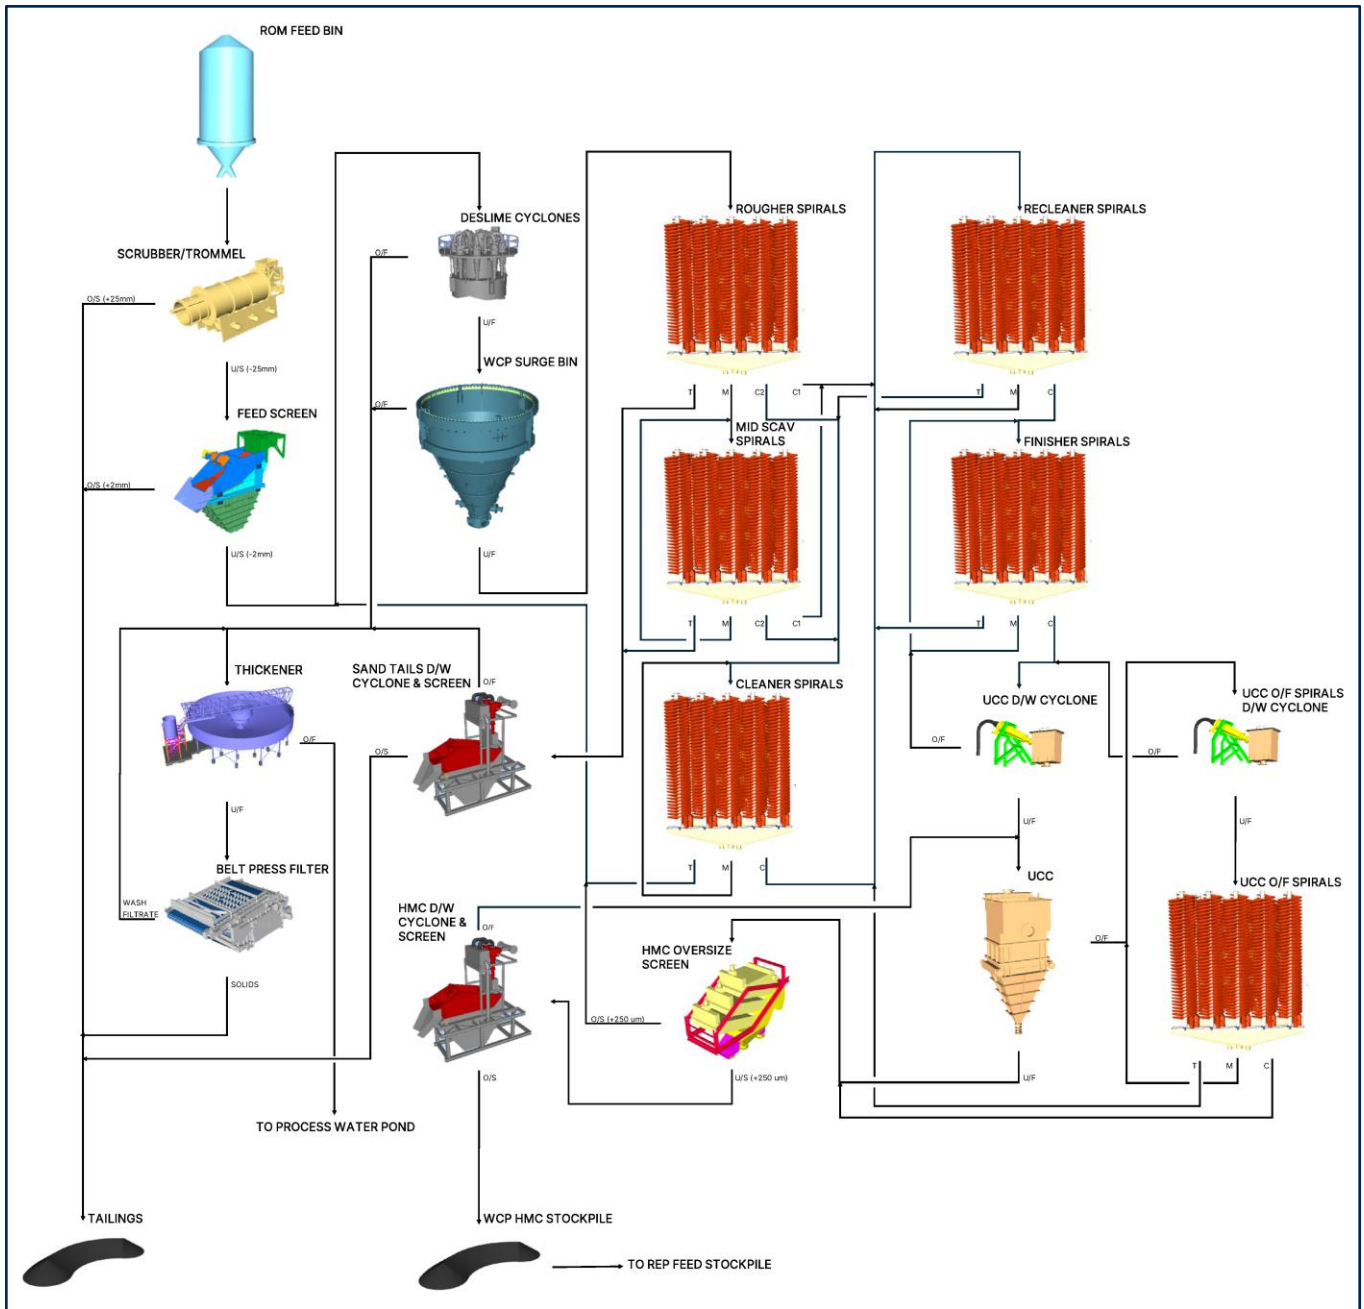 ROM FEED BIN
SCRUBBER/TROMMEL
O/S (+25mm)
U/S (-25mm)
FEED SCREEN
O/S (+2mm)
U/S (-2mm)
DESLIME CYCLONES
O/F
U/F
WCP SURGE BIN
O/F
U/F
ROUGHER SPIRALS
T
M
C2
C1
MID SCAV
SPIRALS
T
M
C2
C1
CLEANER SPIRALS
T
M
C
RECLEANER SPIRALS
T
M
C
FINISHER SPIRALS
T
M
C
THICKENER
O/F
U/F
SAND TAILS D/W
CYCLONE & SCREEN
O/F
O/S
BELT PRESS FILTER
WASH
FILTRATE
SOLIDS
HMC D/W
CYCLONE &
SCREEN
O/F
O/S
HMC OVERSIZE
SCREEN
O/S (+250 um)
U/S (+250 um)
UCC D/W CYCLONE
O/F
U/F
UCC O/F SPIRALS
D/W CYCLONE
O/F
U/F
UCC
O/F
U/F
UCC O/F SPIRALS
T
M
C
TO PROCESS WATER POND
TAILINGS
WCP HMC STOCKPILE
TO REP FEED STOCKPILE